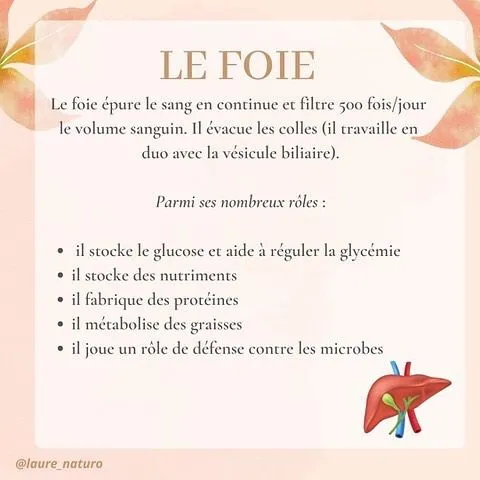 LE FOIE
Le foie épure le sang en continue et filtre 500 fois/jour
le volume sanguin. Il évacue les colles (il travaille en
duo avec la vésicule biliaire).
Parmi ses nombreux rôles :
• il stocke le glucose et aide à réguler la glycémie
• il stocke des nutriments
• il fabrique des protéines
• il métabolise des graisses
• il joue un rôle de défense contre les microbes
@laure_naturo